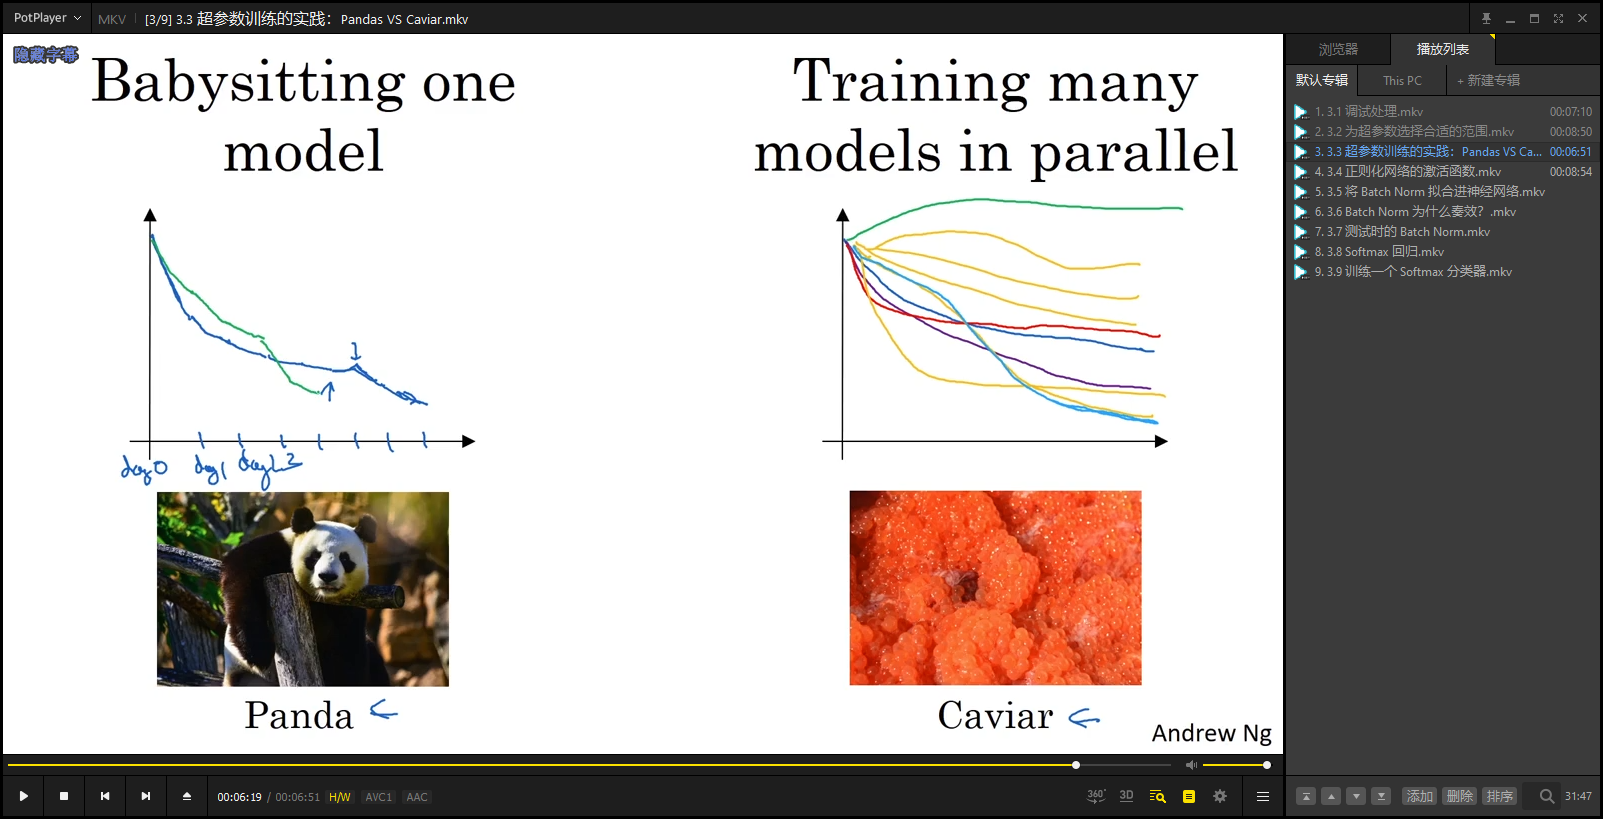 PotPlayer
MKV
[3/9] 3.3 超参数训练的实践：Pandas VS Caviar.mkv
隐藏字幕
Babysitting one
model
Training many
models in parallel
day 0
day 1
day 2
3
Panda
Caviar
Andrew Ng
浏览器
播放列表
默认专辑
This PC
+ 新建专辑
1. 3.1 调试处理.mkv 00:07:10
2. 3.2 为超参数选择合适的范围.mkv 00:08:50
3. 3.3 超参数训练的实践：Pandas VS Ca... 00:06:51
4. 3.4 正则化网络的激活函数.mkv 00:08:54
5. 3.5 将 Batch Norm 拟合进神经网络.mkv
6. 3.6 Batch Norm 为什么奏效？.mkv
7. 3.7 测试时的 Batch Norm.mkv
8. 3.8 Softmax 回归.mkv
9. 3.9 训练一个 Softmax 分类器.mkv
00:06:19 / 00:06:51 H/W AVC1 AAC
360° 3D
添加 删除 排序
31:47